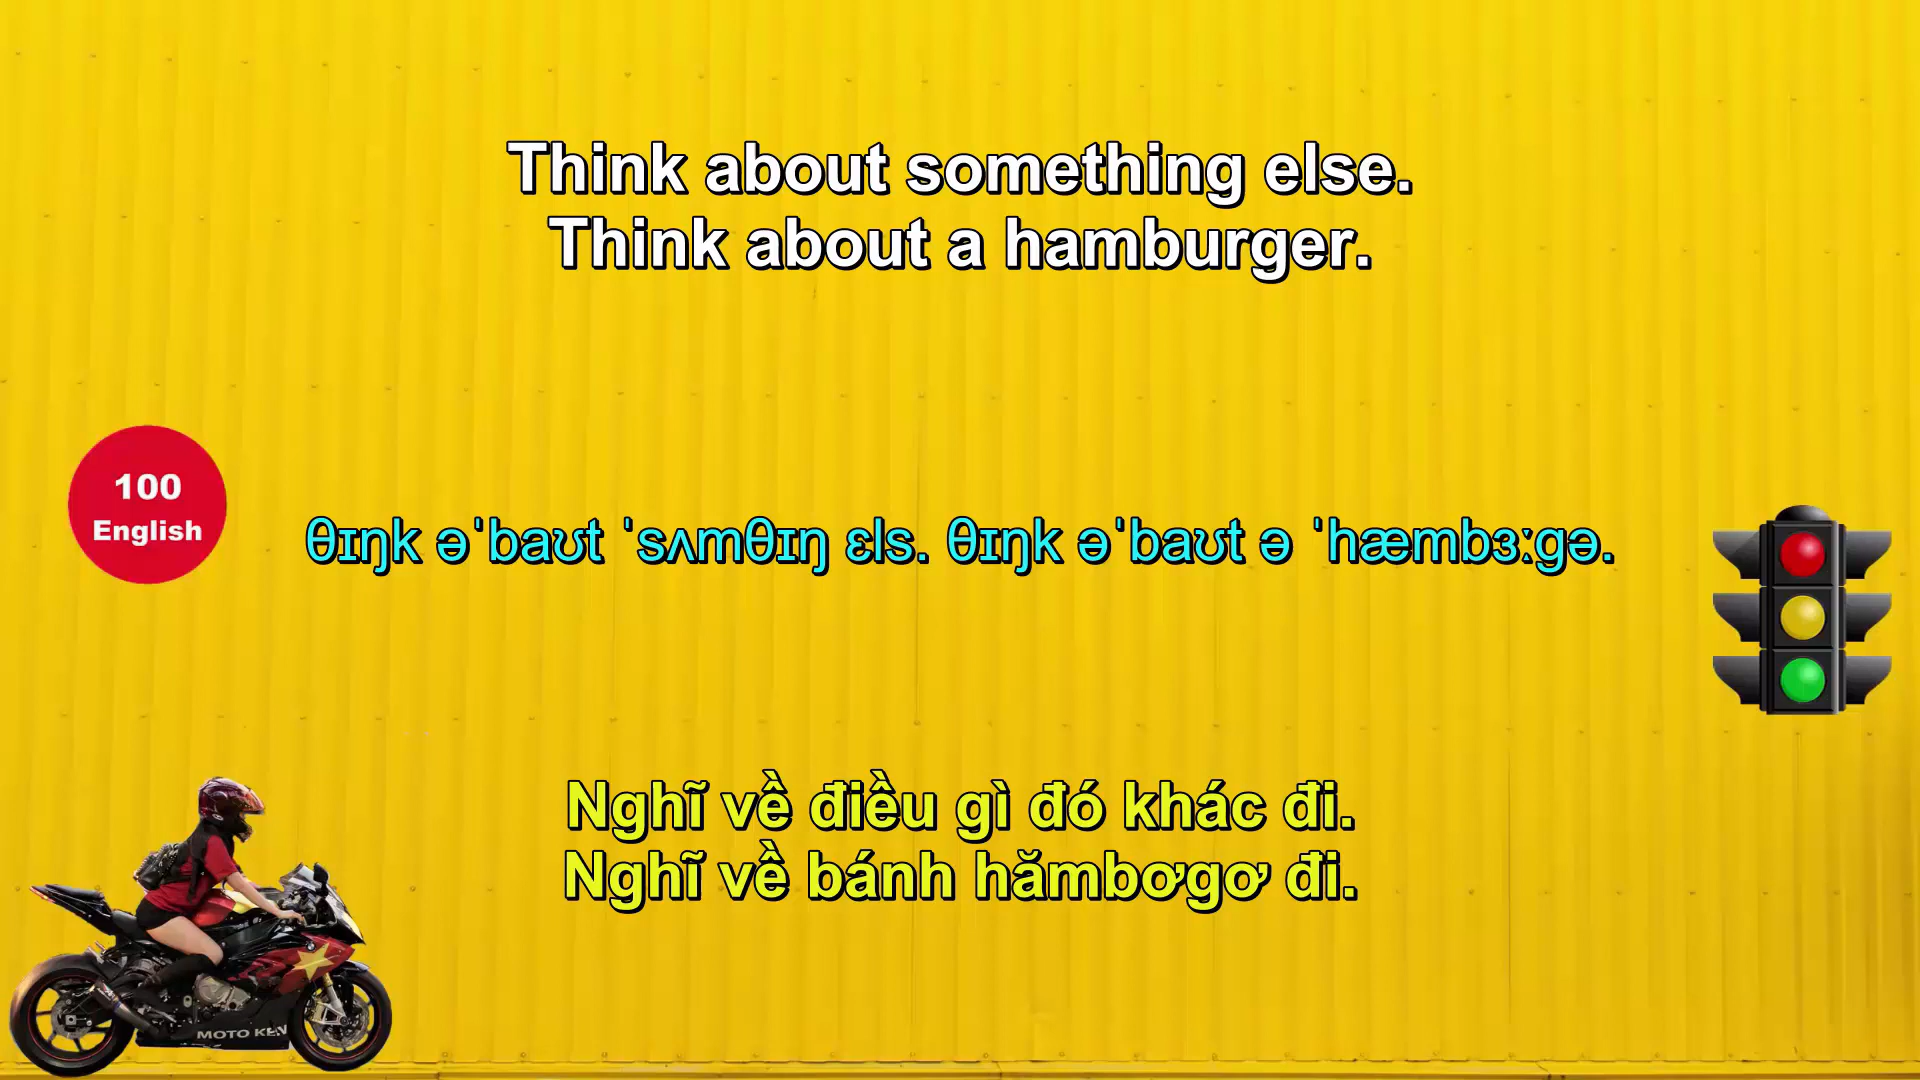 Think about something else.
Think about a hamburger.
100
English
θɪŋk əˈbaʊt ˈsʌmθɪŋ ɛls. θɪŋk əˈbaʊt ə ˈhæmbɜːgə.
Nghĩ về điều gì đó khác đi.
Nghĩ về bánh hămbơgơ đi.
MOTO KEN